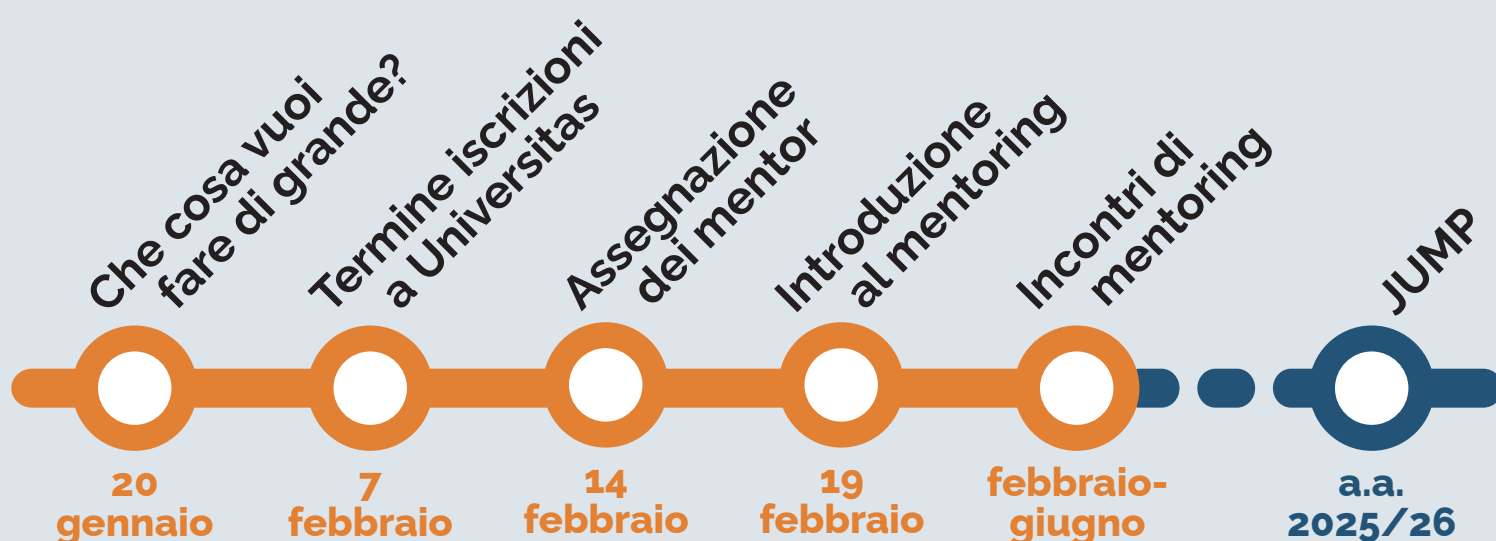 Che cosa vuoi
fare di grande?
Termine iscrizioni
a Universitas
Assegnazione
dei mentor
Introduzione
al mentoring
Incontri di
mentoring
JUMP
20
gennaio
7
febbraio
14
febbraio
19
febbraio
febbraio-
giugno
a.a.
2025/26